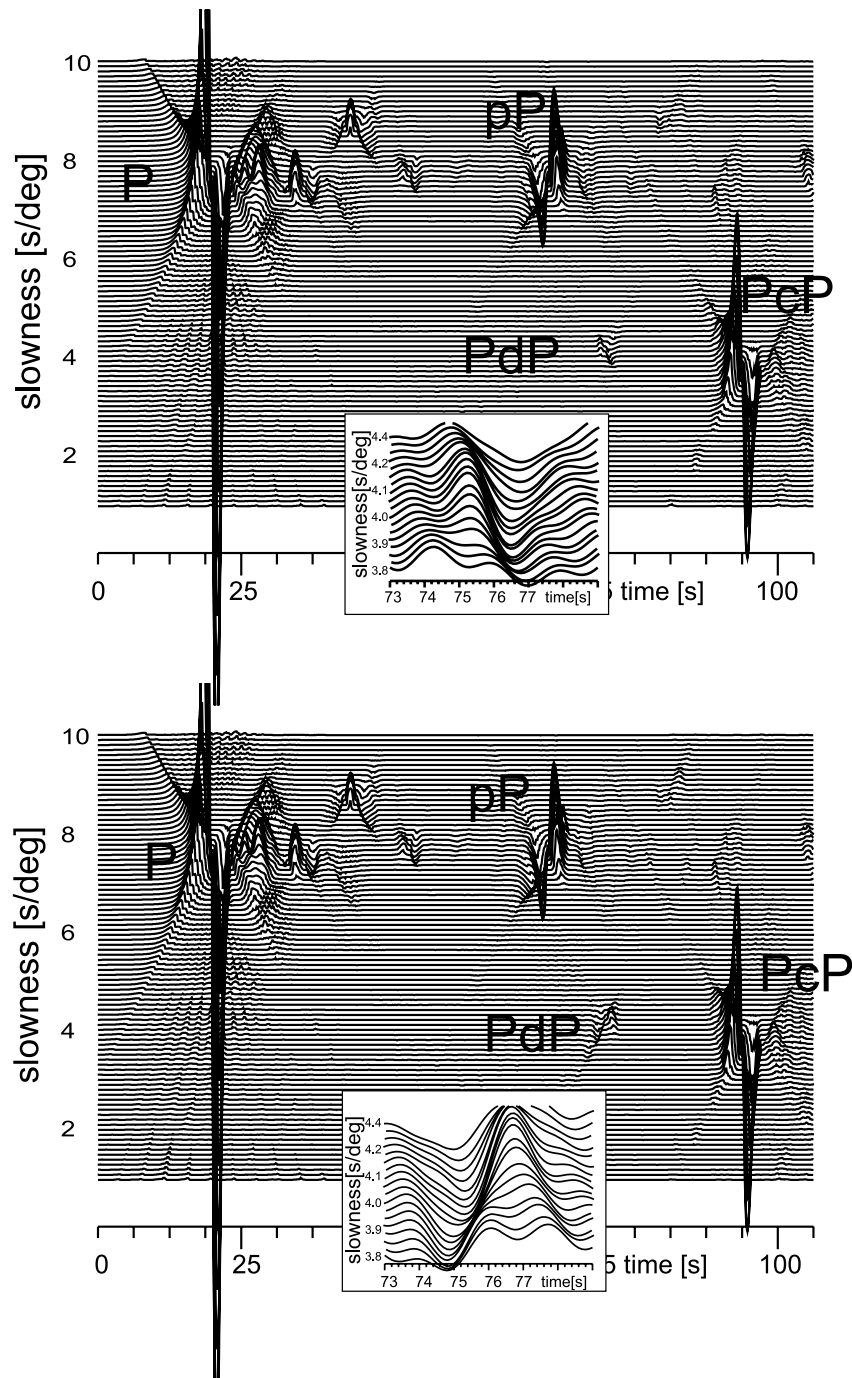 10
pP
8
P
6
PcP
4
PdP
2
slowness [s/deg]
4.4
4.2
4.1
4.0
3.9
3.8
slowness[s/deg]
73 74 75 76 77 time[s]
0 25 5 time [s] 100
10
pP
8
P
6
PcP
4
PdP
2
slowness [s/deg]
4.4
4.2
4.1
4.0
3.9
3.8
slowness[s/deg]
73 74 75 76 77 time[s]
0 25 5 time [s] 100